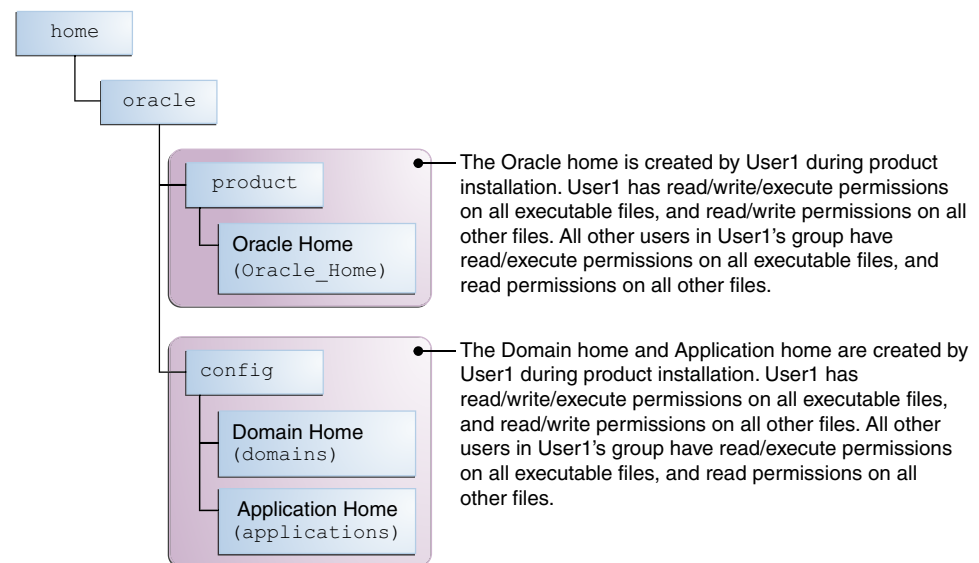 home
oracle
product
Oracle Home
(Oracle_Home)
The Oracle home is created by User1 during product
installation. User1 has read/write/execute permissions
on all executable files, and read/write permissions on all
other files. All other users in User1's group have
read/execute permissions on all executable files, and
read permissions on all other files.
config
Domain Home
(domains)
Application Home
(applications)
The Domain home and Application home are created by
User1 during product installation. User1 has
read/write/execute permissions on all executable files,
and read/write permissions on all other files. All other
users in User1's group have read/execute permissions
on all executable files, and read permissions on all
other files.